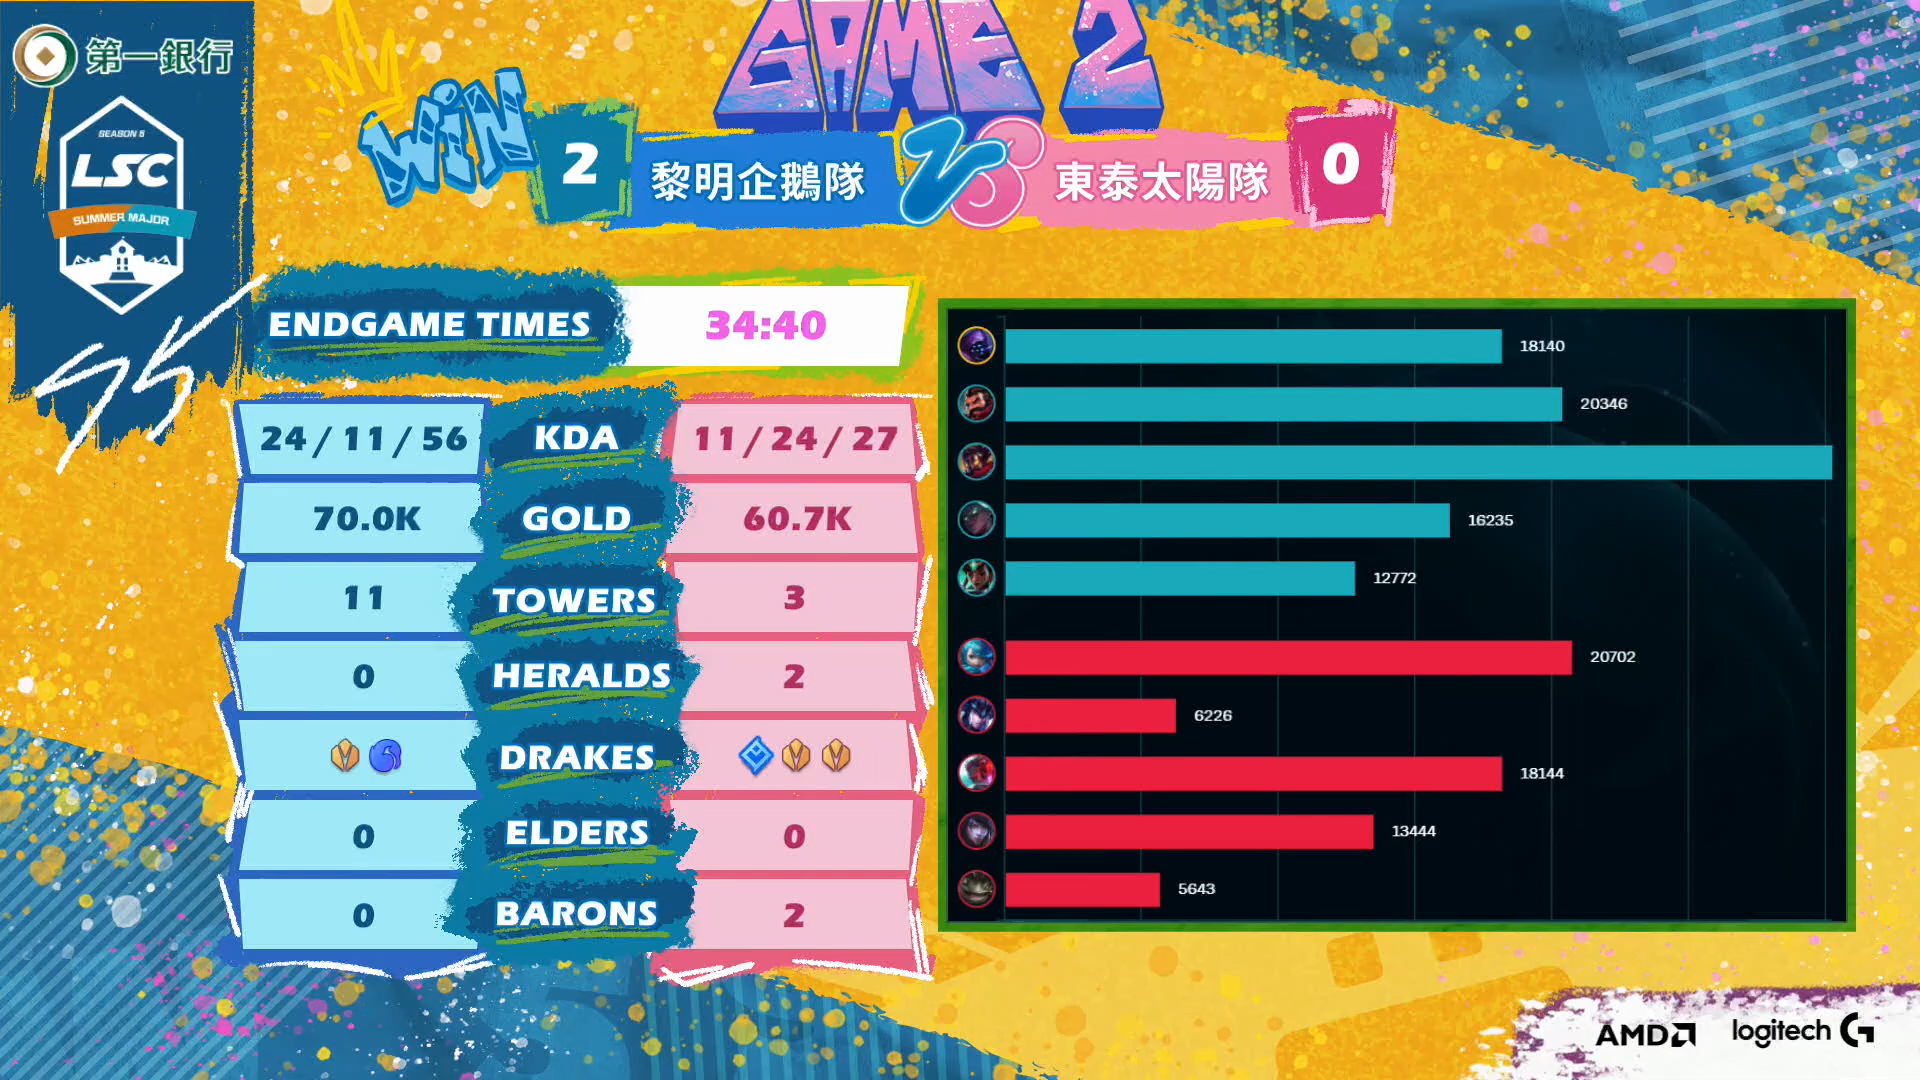 第一銀行
SEASON 5
LSC
SUMMER MAJOR
GAME 2
WIN
2
黎明企鵝隊
VS
東泰太陽隊
0
ENDGAME TIMES
34:40
24 / 11 / 56
KDA
11 / 24 / 27
70.0K
GOLD
60.7K
11
TOWERS
3
0
HERALDS
2
DRAKES
0
ELDERS
0
0
BARONS
2
18140
20346
16235
12772
20702
6226
18144
13444
5643
AMD
logitech G